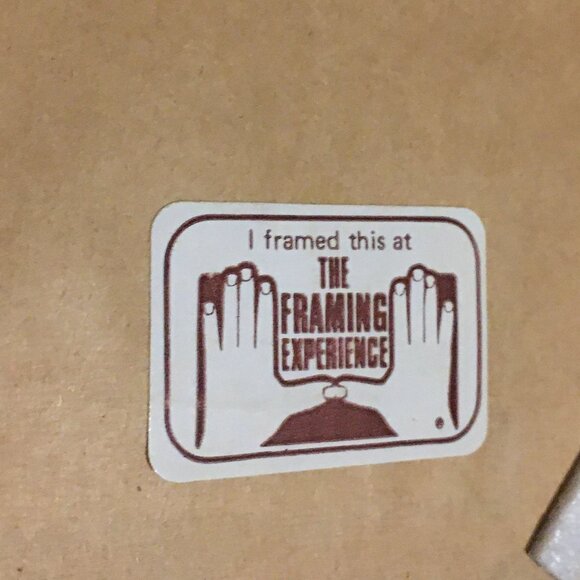 I framed this at
THE
FRAMING
EXPERIENCE